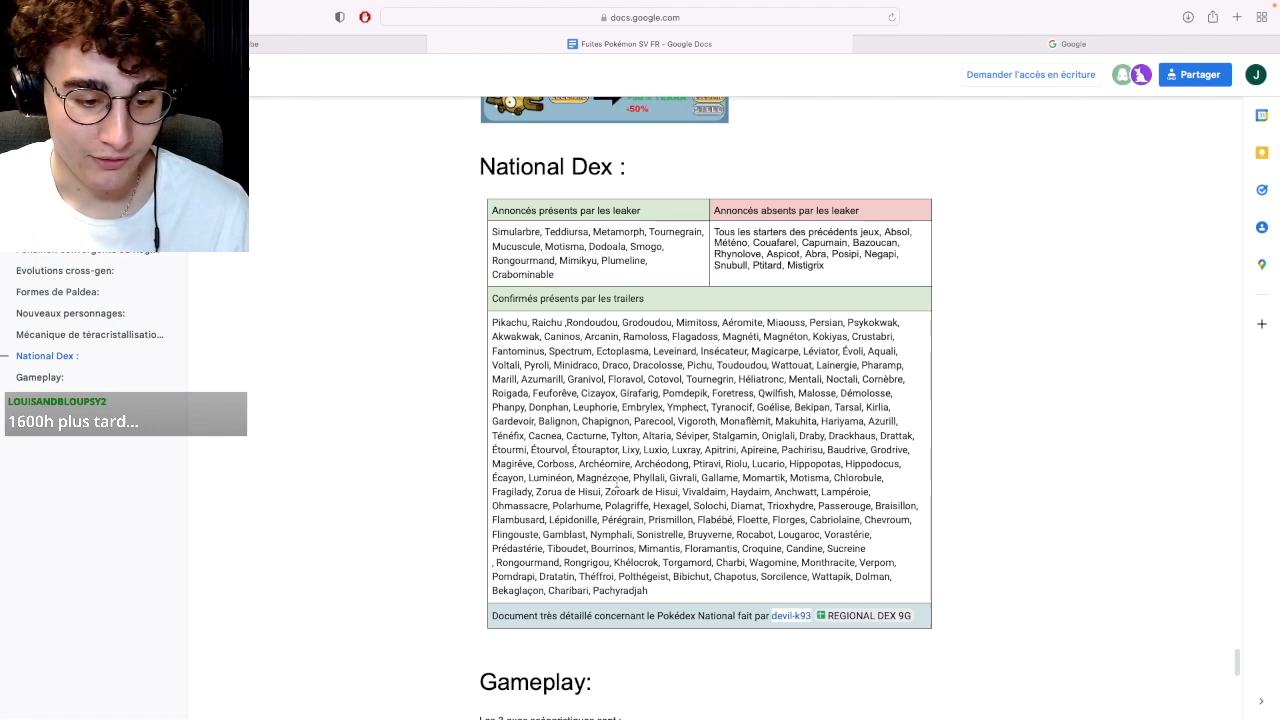 docs.google.com
be
Fuites Pokémon SV FR - Google Docs
Google
Demander l'accès en écriture
Partager
J
-50%
National Dex :
Annoncés présents par les leaker
Annoncés absents par les leaker
Simularbre, Teddiursa, Metamorph, Tournegrain,
Mucuscule, Motisma, Dodoala, Smogo,
Rongourmand, Mimikyu, Plumeline,
Crabominable
Tous les starters des précédents jeux, Absol,
Météno, Couafarel, Capumain, Bazoucan,
Rhynolove, Aspicot, Abra, Posipi, Negapi,
Snubull, Ptitard, Mistigrix
Confirmés présents par les trailers
Pikachu, Raichu ,Rondoudou, Grodoudou, Mimitoss, Aéromite, Miaouss, Persian, Psykokwak,
Akwakwak, Caninos, Arcanin, Ramoloss, Flagadoss, Magnéti, Magnéton, Kokiyas, Crustabri,
Fantominus, Spectrum, Ectoplasma, Leveinard, Insécateur, Magicarpe, Léviator, Évoli, Aquali,
Voltali, Pyroli, Minidraco, Draco, Dracolosse, Pichu, Toudoudou, Wattouat, Lainergie, Pharamp,
Marill, Azumarill, Granivol, Floravol, Cotovol, Tournegrin, Héliatronc, Mentali, Noctali, Cornèbre,
Roigada, Feuforêve, Cizayox, Girafarig, Pomdepik, Foretress, Qwilfish, Malosse, Démolosse,
Phanpy, Donphan, Leuphorie, Embrylex, Ymphect, Tyranocif, Goélise, Bekipan, Tarsal, Kirlia,
Gardevoir, Balignon, Chapignon, Parecool, Vigoroth, Monaflèmit, Makuhita, Hariyama, Azurill,
Ténéfix, Cacnea, Cacturne, Tylton, Altaria, Séviper, Stalgamin, Oniglali, Draby, Drackhaus, Drattak,
Étourmi, Étourvol, Étouraptor, Lixy, Luxio, Luxray, Apitrini, Apireine, Pachirisu, Baudrive, Grodrive,
Magirêve, Corboss, Archéomire, Archéodong, Ptiravi, Riolu, Lucario, Hippopotas, Hippodocus,
Écayon, Luminéon, Magnézone, Phyllali, Givrali, Gallame, Momartik, Motisma, Chlorobule,
Fragilady, Zorua de Hisui, Zoroark de Hisui, Vivaldaim, Haydaim, Anchwatt, Lampéroie,
Ohmassacre, Polarhume, Polagriffe, Hexagel, Solochi, Diamat, Trioxhydre, Passerouge, Braisillon,
Flambusard, Lépidonille, Pérégrain, Prismillon, Flabébé, Floette, Florges, Cabriolaine, Chevroum,
Flingouste, Gamblast, Nymphali, Sonistrelle, Bruyverne, Rocabot, Lougaroc, Vorastérie,
Prédastérie, Tiboudet, Bourrinos, Mimantis, Floramantis, Croquine, Candine, Sucreine
, Rongourmand, Rongrigou, Khélocrok, Torgamord, Charbi, Wagomine, Monthracite, Verpom,
Pomdrapi, Dratatin, Théffroi, Polthégeist, Bibichut, Chapotus, Sorcilence, Wattapik, Dolman,
Bekaglaçon, Charibari, Pachyradjah
Document très détaillé concernant le Pokédex National fait par devil-k93 REGIONAL DEX 9G
Gameplay:
Evolutions cross-gen:
Formes de Paldea:
Nouveaux personnages:
Mécanique de téracristallisatio...
National Dex :
Gameplay:
LOUISANDBLOUPSY2
1600h plus tard...